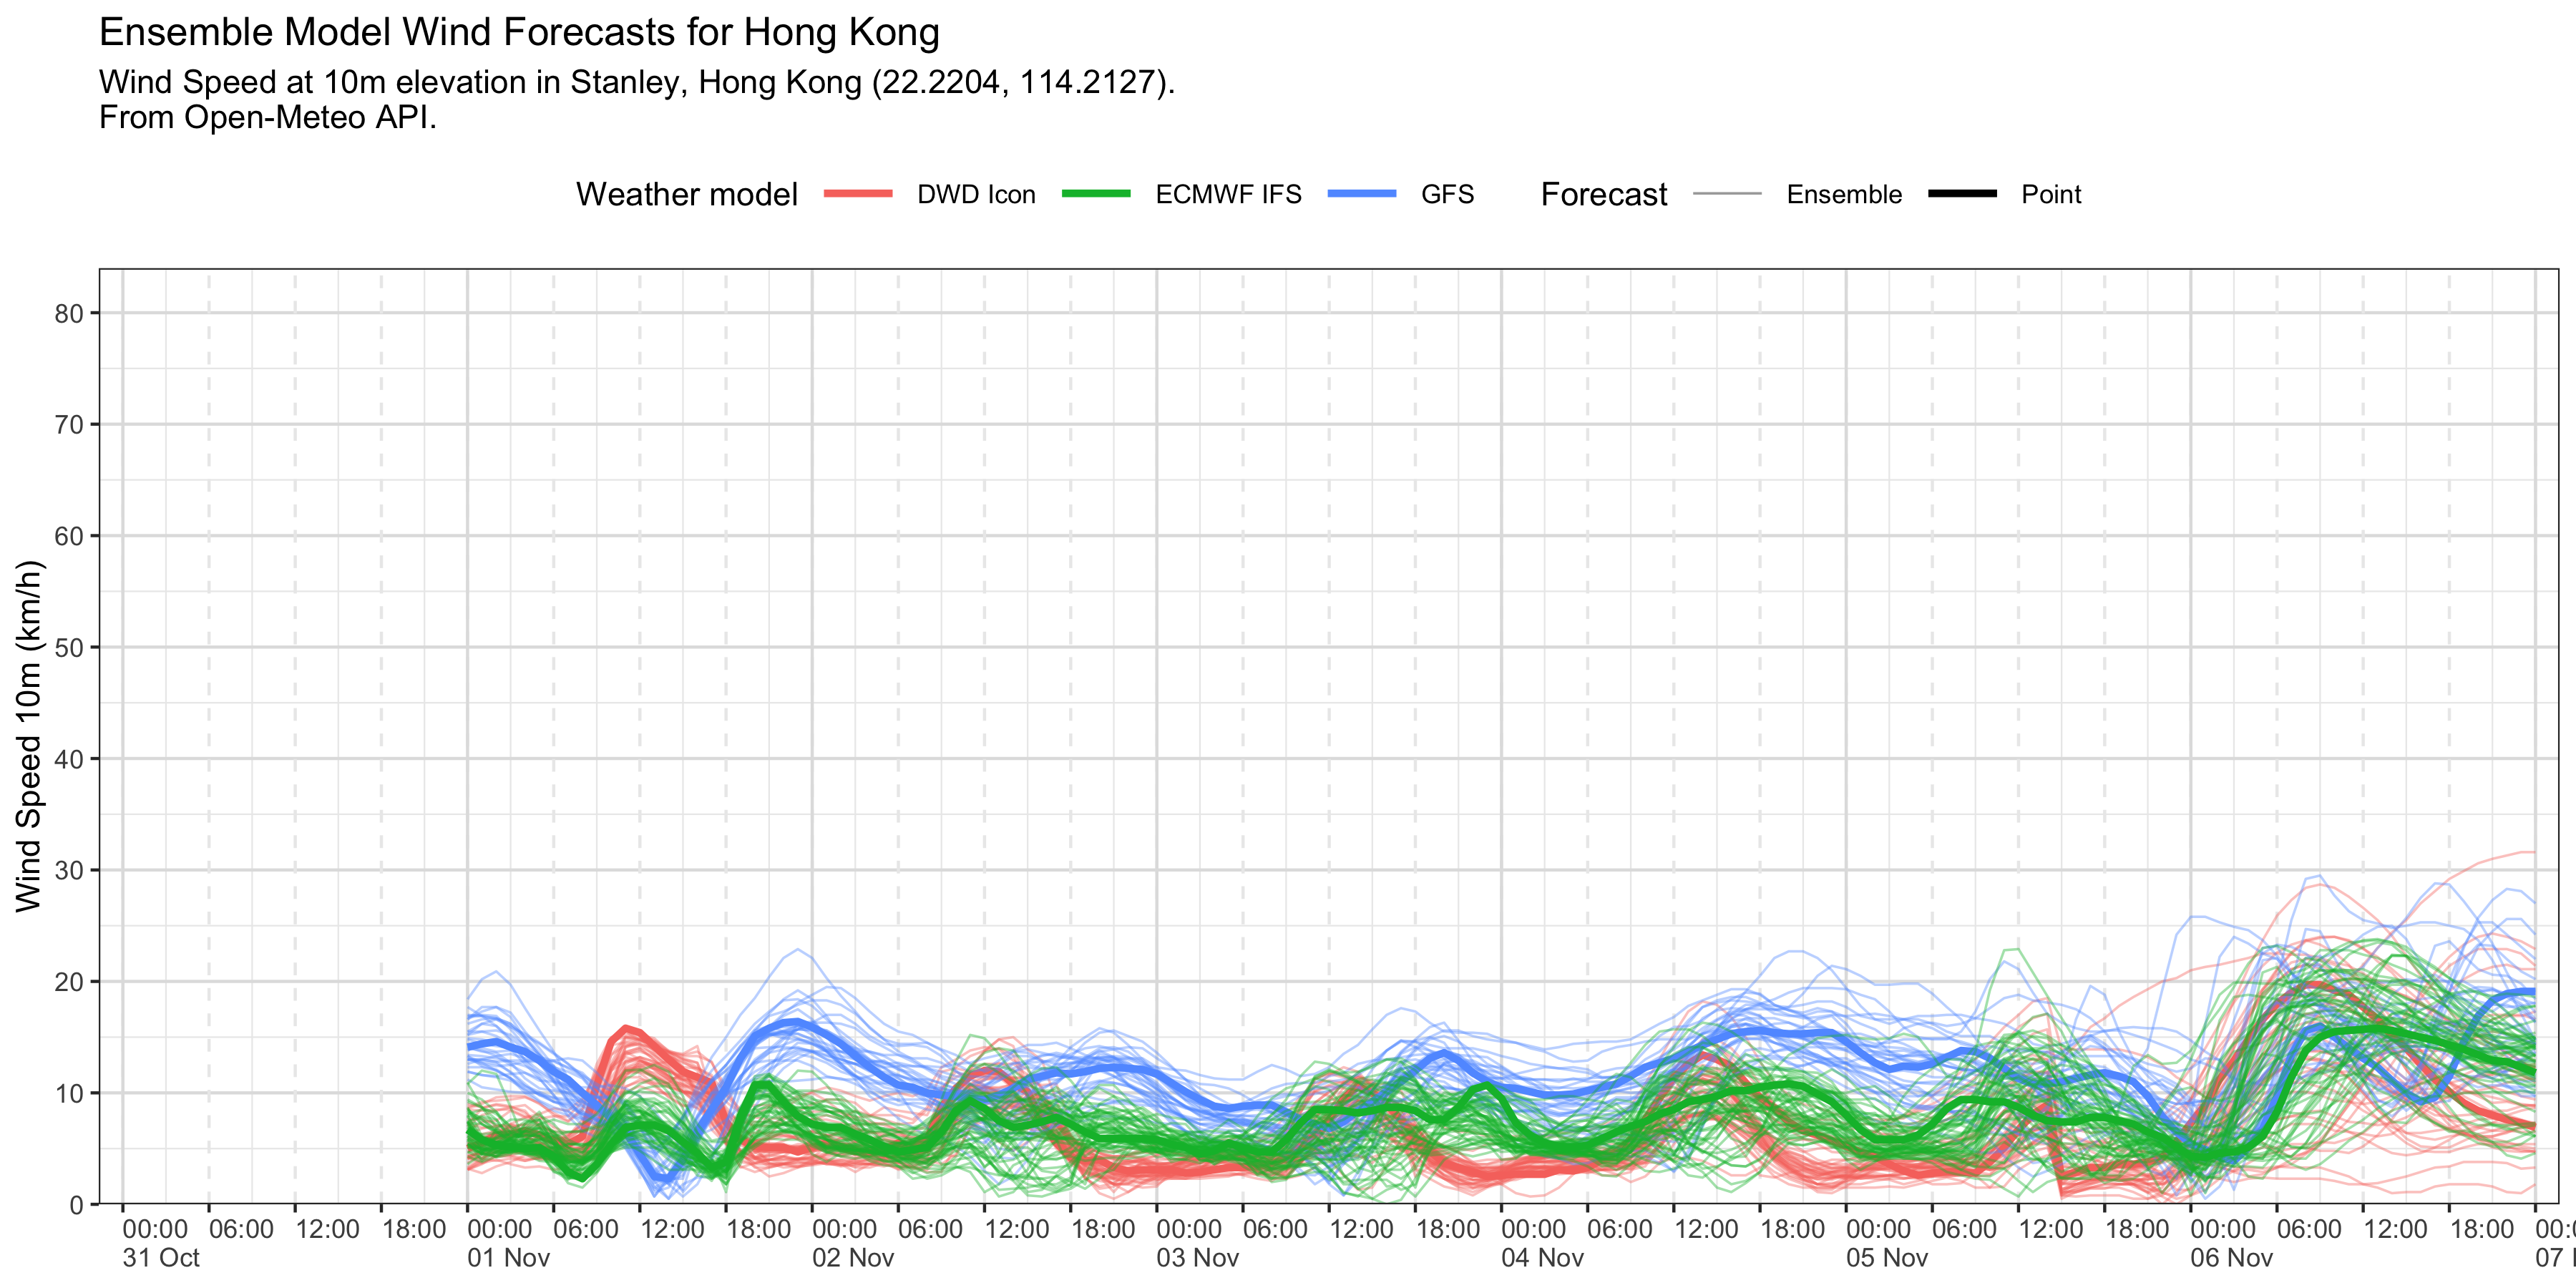 Ensemble Model Wind Forecasts for Hong Kong
Wind Speed at 10m elevation in Stanley, Hong Kong (22.2204, 114.2127).
From Open-Meteo API.
Weather model DWD Icon ECMWF IFS GFS Forecast Ensemble Point
Wind Speed 10m (km/h)
80
70
60
50
40
30
20
10
0
00:00 06:00 12:00 18:00 00:00 06:00 12:00 18:00 00:00 06:00 12:00 18:00 00:00 06:00 12:00 18:00 00:00 06:00 12:00 18:00 00:00 06:00 12:00 18:00 00:00 06:00 12:00 18:00
31 Oct 01 Nov 02 Nov 03 Nov 04 Nov 05 Nov 06 Nov 07